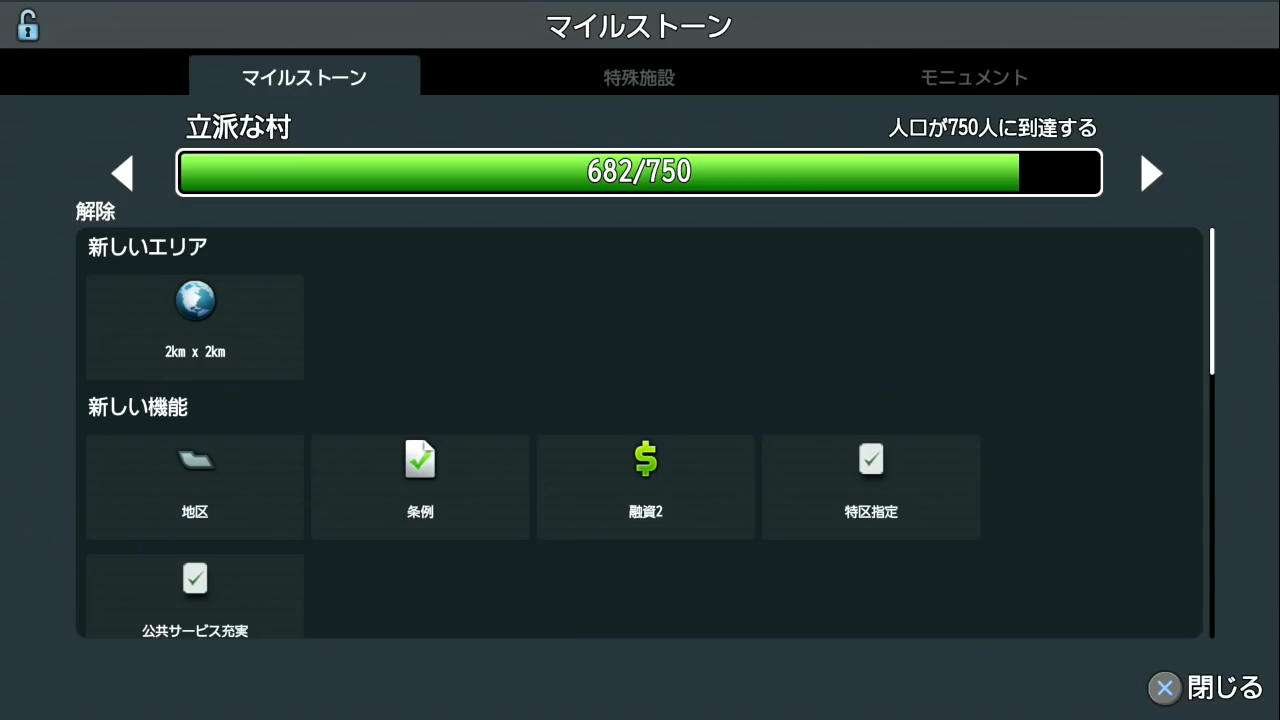 マイルストーン
マイルストーン 特殊施設 モニュメント
立派な村 人口が750人に到達する
682/750
解除
新しいエリア
2km x 2km
新しい機能
地区 条例 融資2 特区指定
公共サービス充実
閉じる